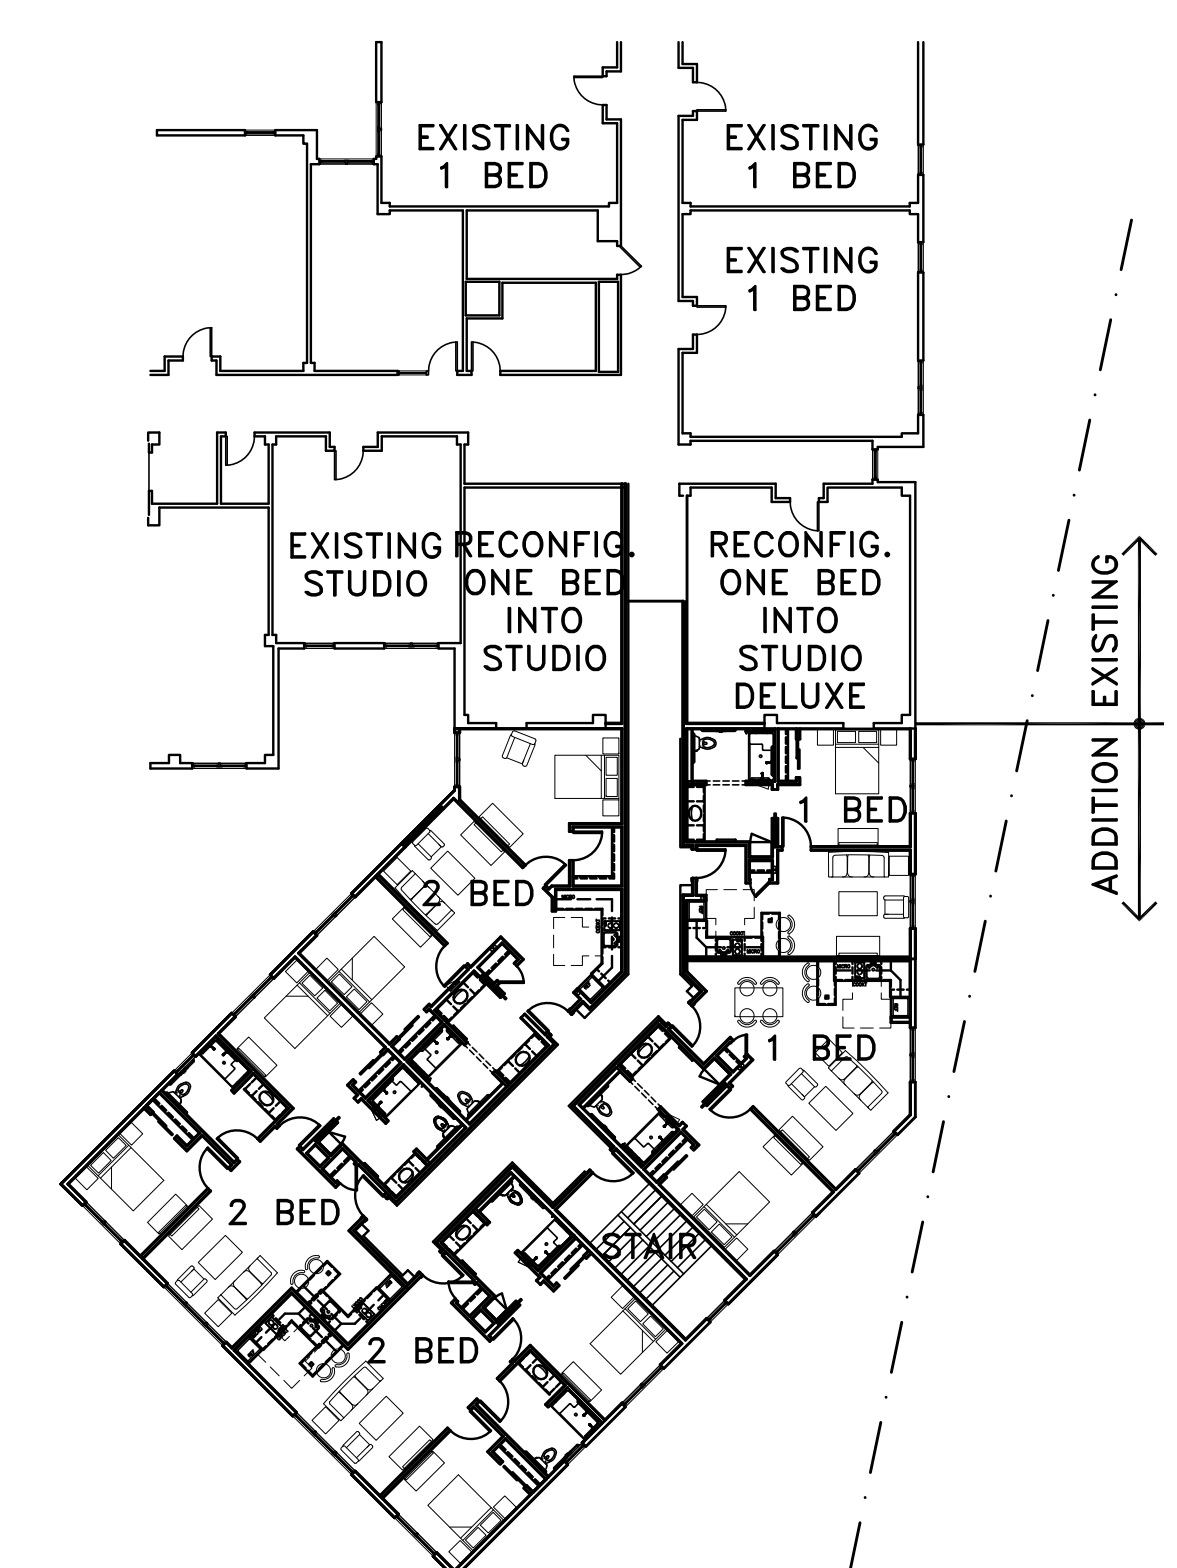 EXISTING
1 BED
EXISTING
1 BED
EXISTING
1 BED
EXISTING
STUDIO
RECONFIG.
ONE BED
INTO
STUDIO
RECONFIG.
ONE BED
INTO
STUDIO
DELUXE
EXISTING
ADDITION
1 BED
2 BED
1 BED
2 BED
STAIR
2 BED